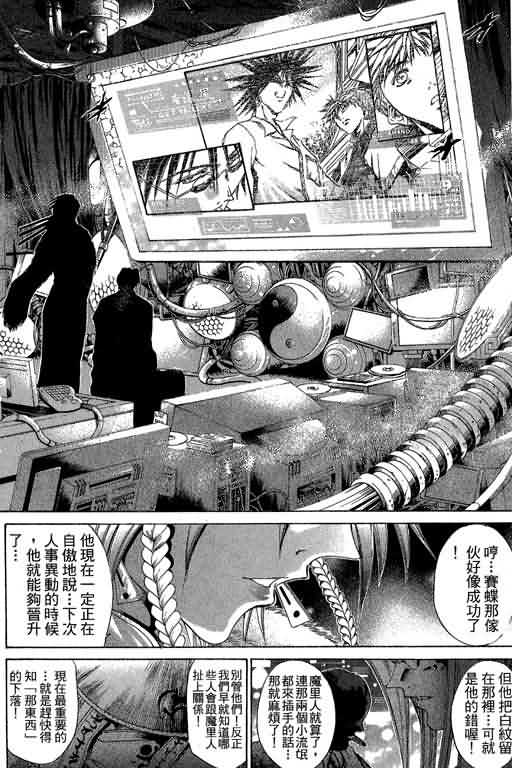 哼…賽蝶那傢
伙好像成功了
！
他現在一定正在
自傲地說…下次
人事異動的時候
，他就能夠晉升
了…
但他把白紋留
在那裡…可就
是他的錯喔！
魔里人就算了，
連那兩個小流氓
都來插手的話…
那就麻煩了！
別管他們！反正
我們早就知道哪
些人會跟魔里人
扯上關係！
現在最重要的
…就是趕快得
知「那東西」
的下落！